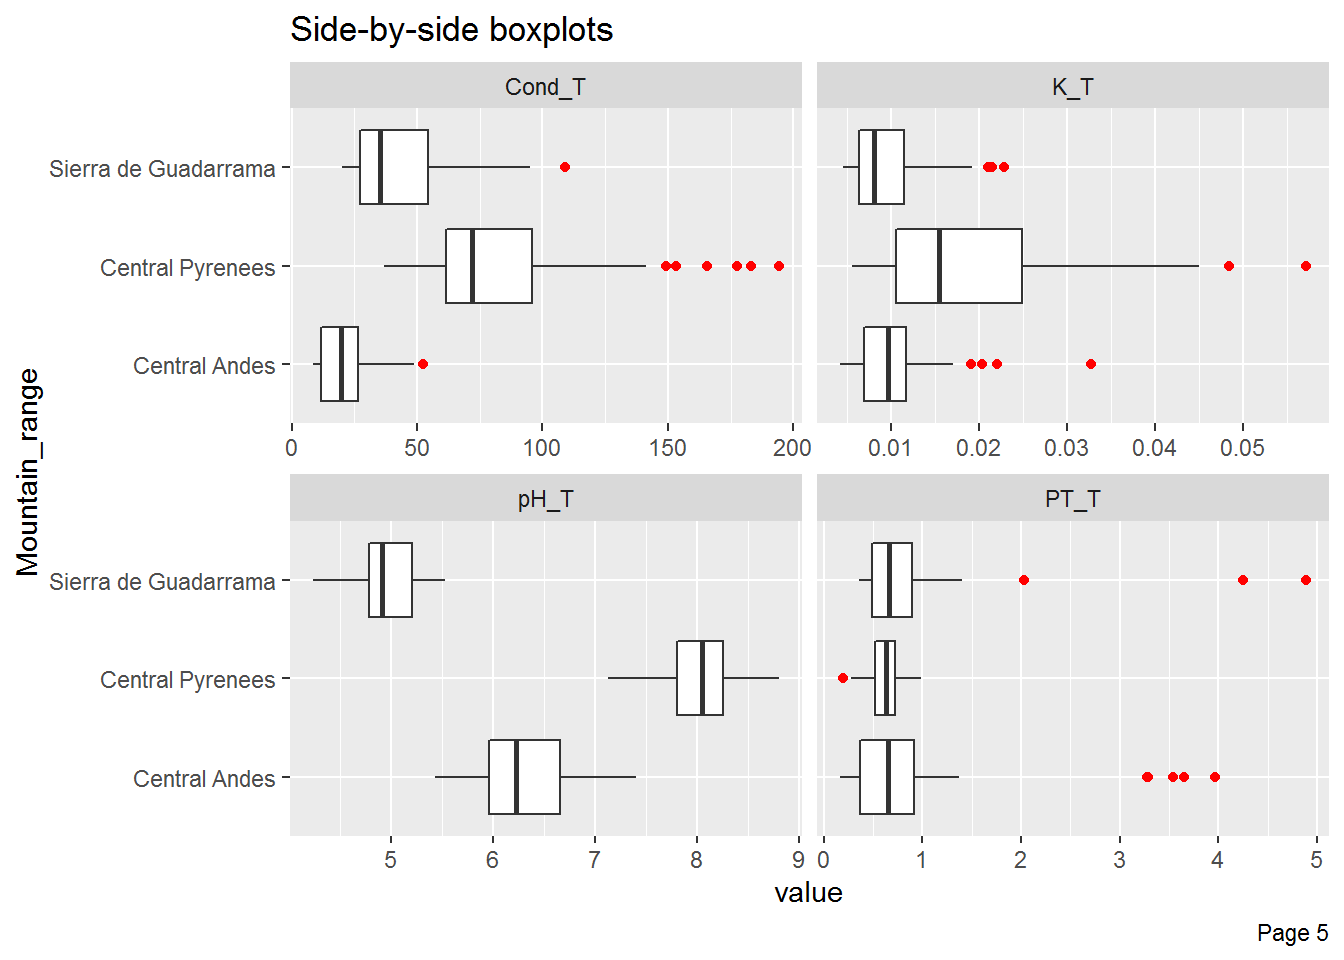 Side-by-side boxplots
Cond_T
K_T
Sierra de Guadarrama
Central Pyrenees
Central Andes
0 50 100 150 200
0.01 0.02 0.03 0.04 0.05
Mountain_range
pH_T
PT_T
Sierra de Guadarrama
Central Pyrenees
Central Andes
5 6 7 8 9
0 1 2 3 4 5
value
Page 5